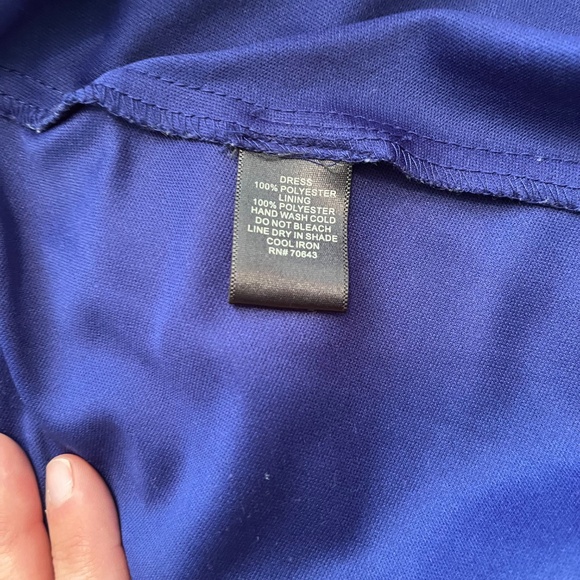 DRESS
100% POLYESTER
LINING
100% POLYESTER
HAND WASH COLD
DO NOT BLEACH
LINE DRY IN SHADE
COOL IRON
RN# 70643